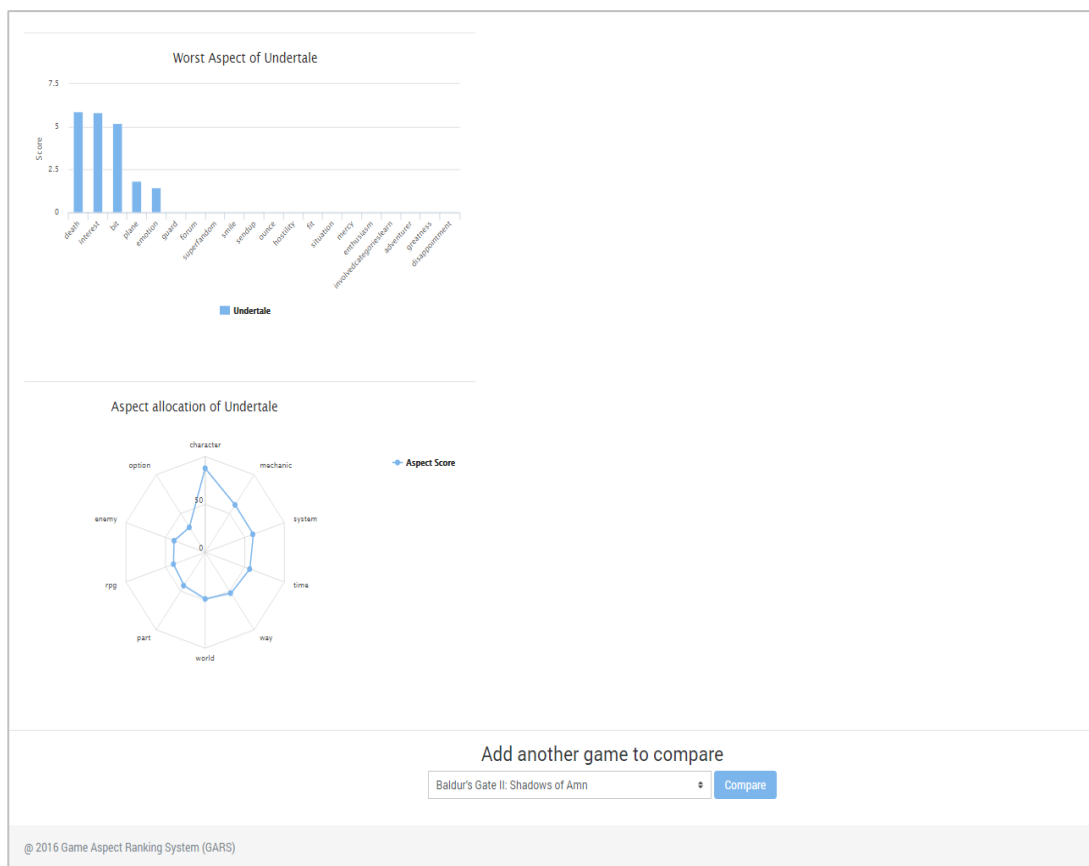 Worst Aspect of Undertale
7.5
5
2.5
0
Score
death
interest
bit
plane
emotion
guard
forum
superfandom
smile
sendup
ounce
hostility
fit
situation
mercy
enthusiasm
involvedcategorieslearn
adventurer
greatness
disappointment
Undertale
Aspect allocation of Undertale
character
option
mechanic
Aspect Score
50
enemy
system
0
rpg
time
part
way
world
Add another game to compare
Baldur's Gate II: Shadows of Amn
Compare
@ 2016 Game Aspect Ranking System (GARS)